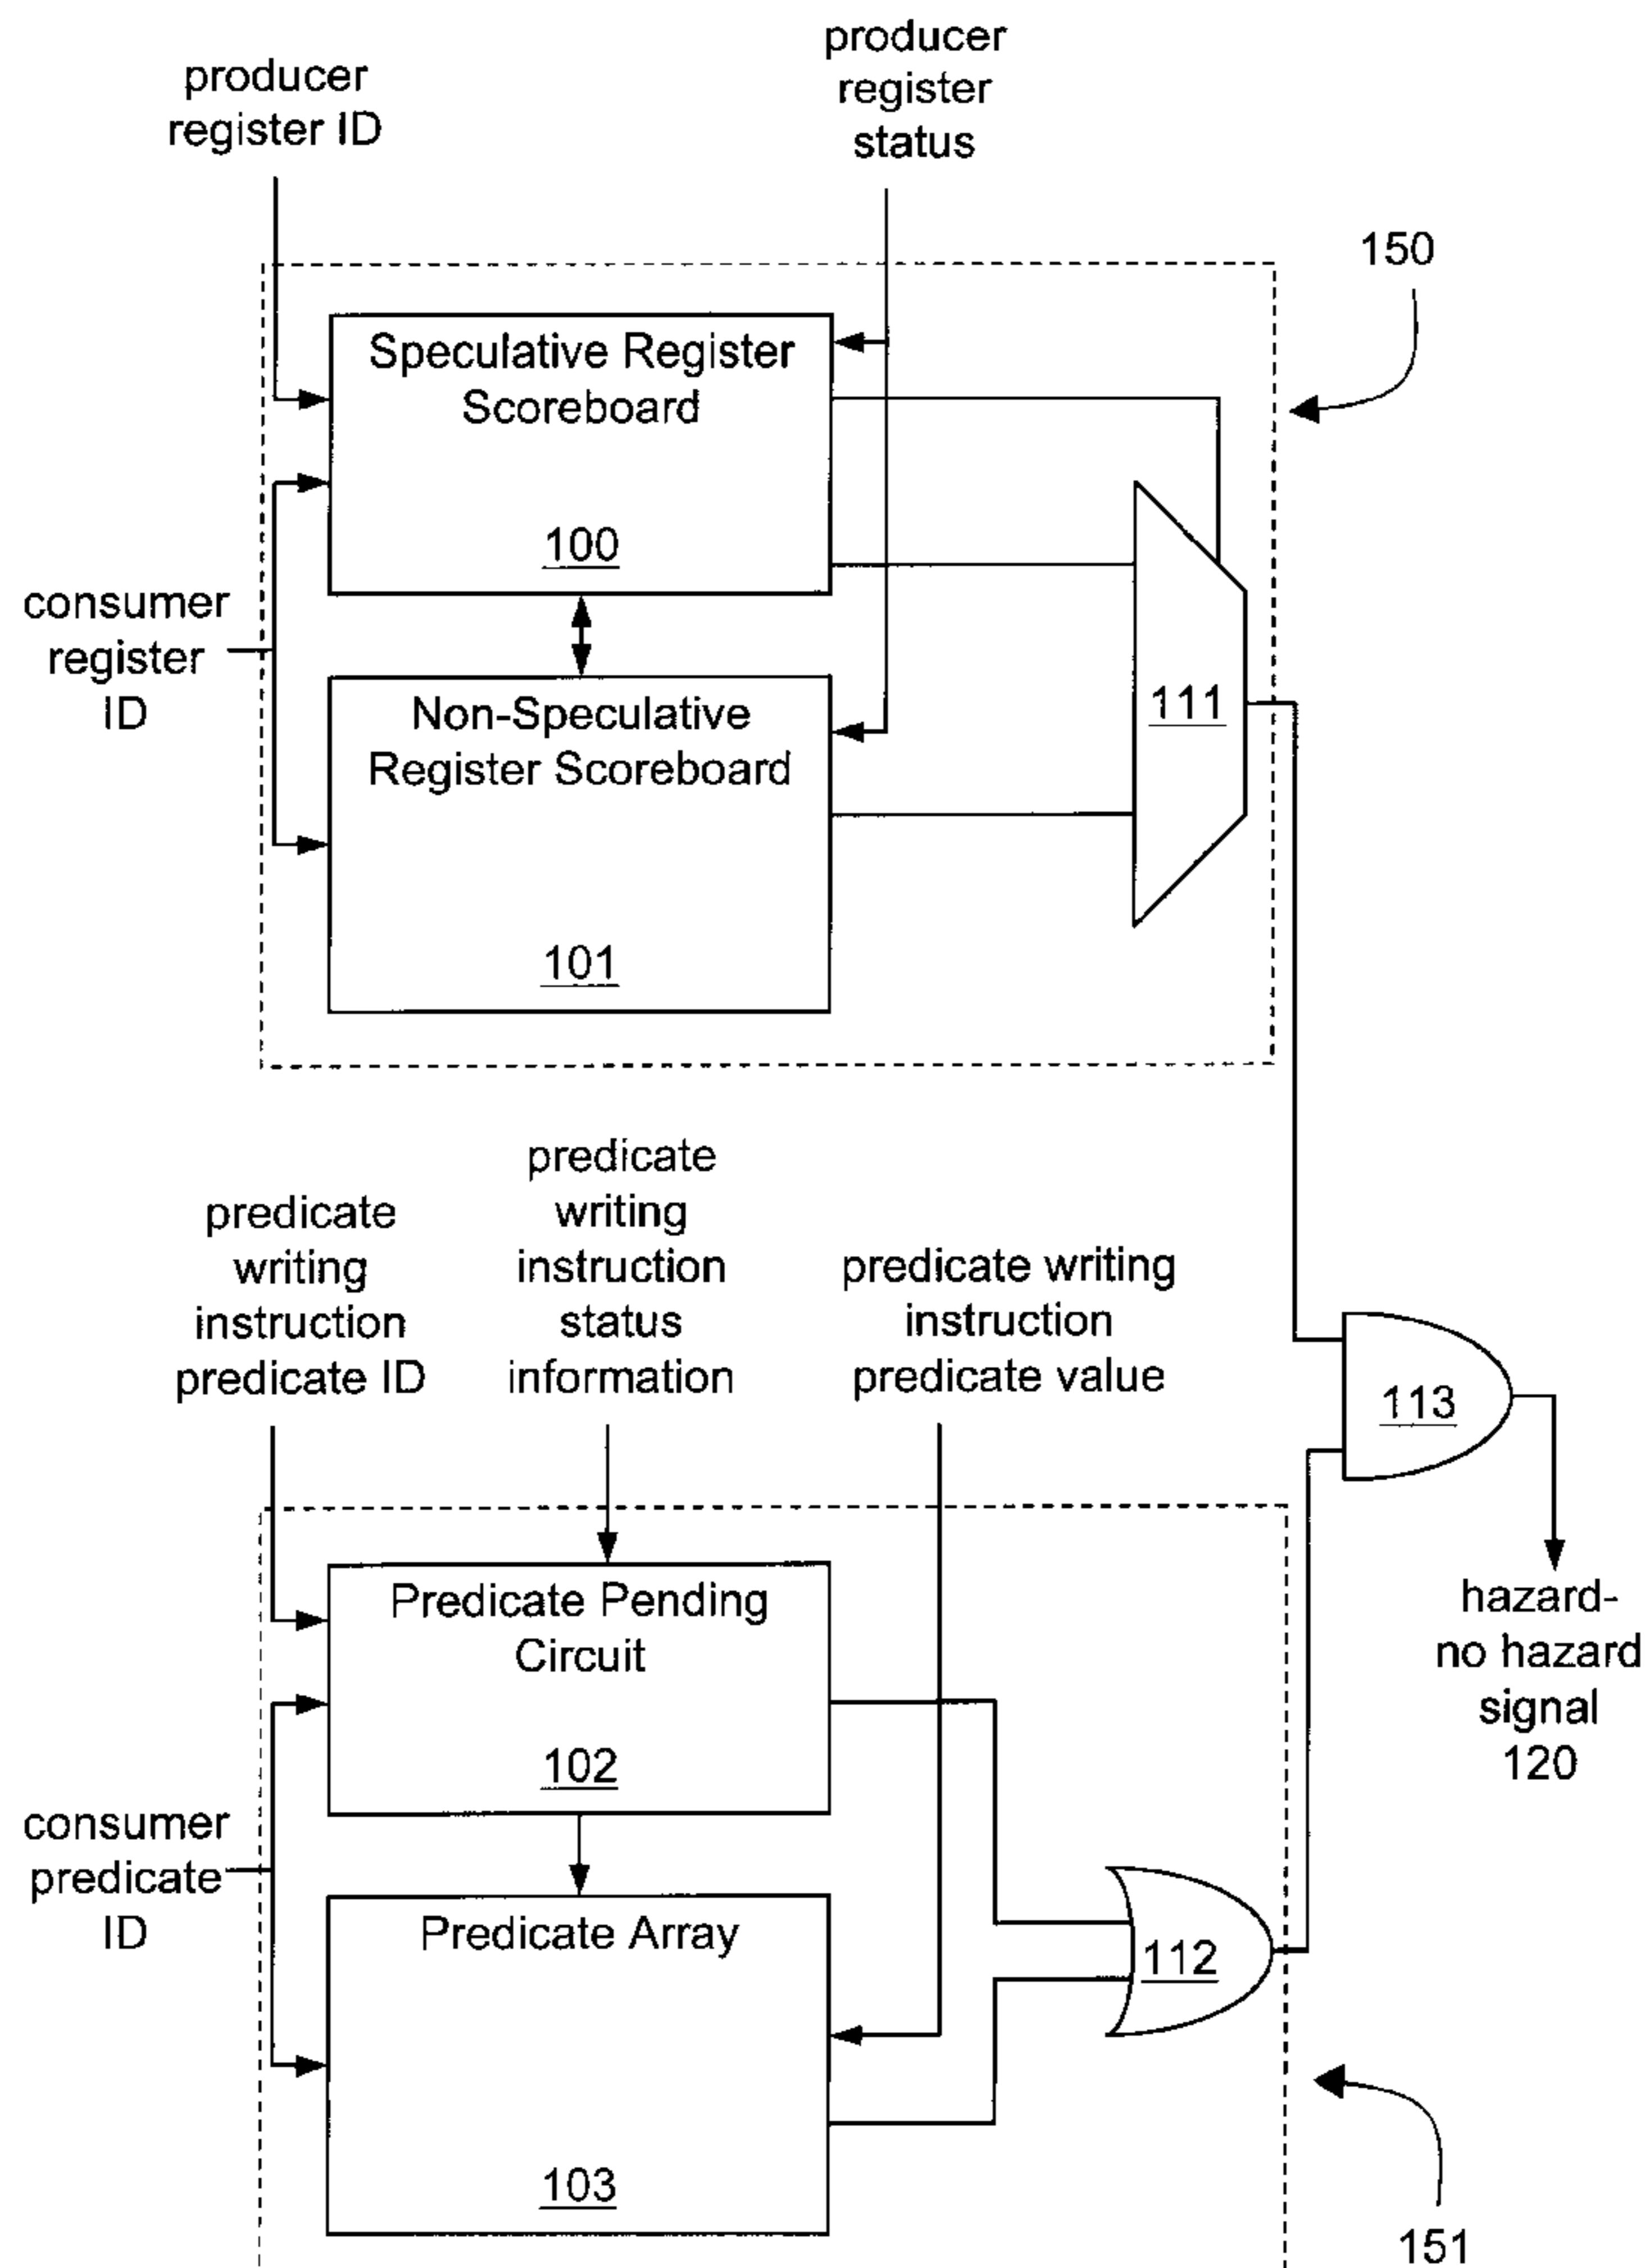 producer
register ID
producer
register
status
150
Speculative Register
Scoreboard
100
consumer
register
ID
Non-Speculative
Register Scoreboard
101
111
predicate
writing
instruction
predicate ID
predicate
writing
instruction
status
information
predicate writing
instruction
predicate value
113
Predicate Pending
Circuit
102
hazard-
no hazard
signal
120
consumer
predicate
ID
Predicate Array
103
112
151